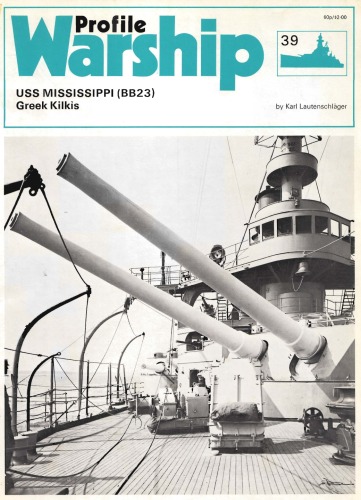 Profile
Warship
USS MISSISSIPPI (BB23)
Greek Kilkis
39
by Karl Lautenschläger